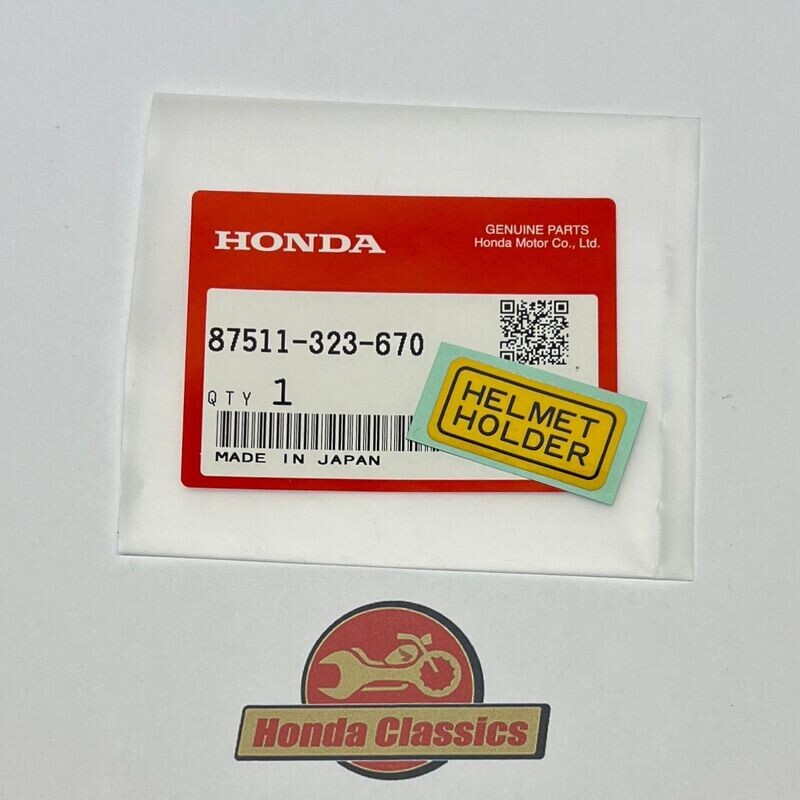 HONDA
GENUINE PARTS
Honda Motor Co., Ltd.
87511-323-670
QTY 1
MADE IN JAPAN
HELMET
HOLDER
Honda Classics